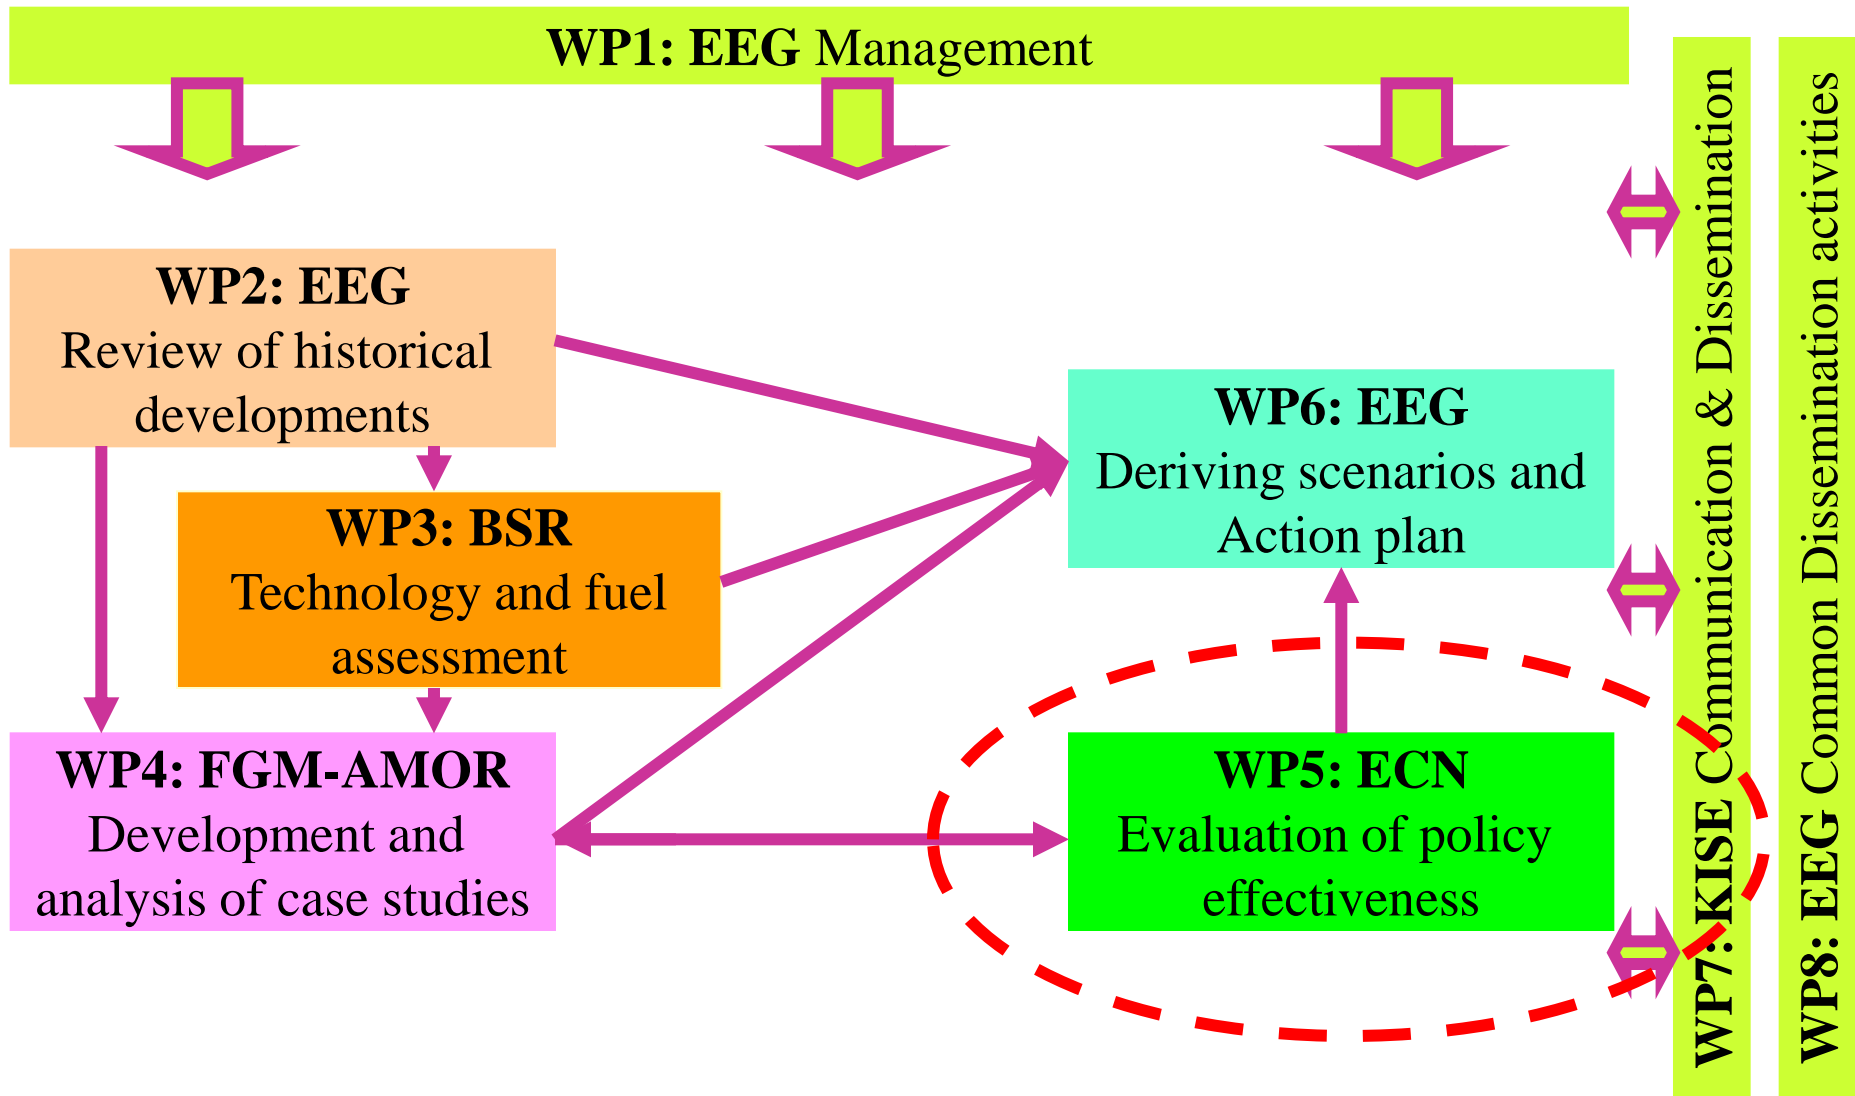 WP1: EEG Management
WP2: EEG
Review of historical
developments
WP3: BSR
Technology and fuel
assessment
WP4: FGM-AMOR
Development and
analysis of case studies
WP6: EEG
Deriving scenarios and
Action plan
WP5: ECN
Evaluation of policy
effectiveness
WP7: KISE Communication & Dissemination
WP8: EEG Common Dissemination activities